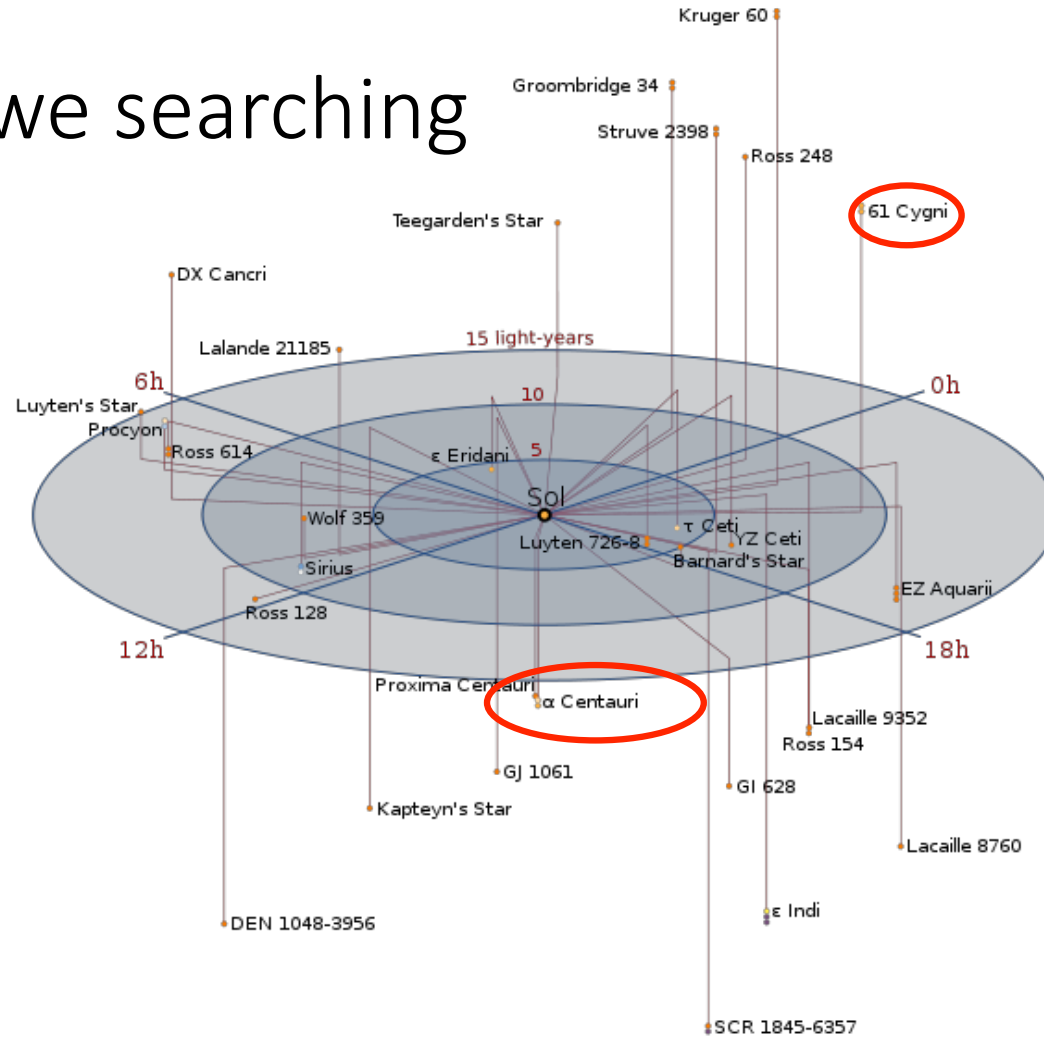 Kruger 60
we searching
Groombridge 34
Struve 2398
Ross 248
61 Cygni
Teegarden's Star
DX Cancri
15 light-years
Lalande 21185
6h
0h
10
Luyten's Star
Procyon
Ross 614
ε Eridani
5
Sol
Wolf 359
τ Ceti
YZ Ceti
Luyten 726-8
Barnard's Star
Sirius
EZ Aquarii
Ross 128
12h
18h
Proxima Centauri
α Centauri
Lacaille 9352
Ross 154
GJ 1061
GI 628
Kapteyn's Star
Lacaille 8760
ε Indi
DEN 1048-3956
SCR 1845-6357